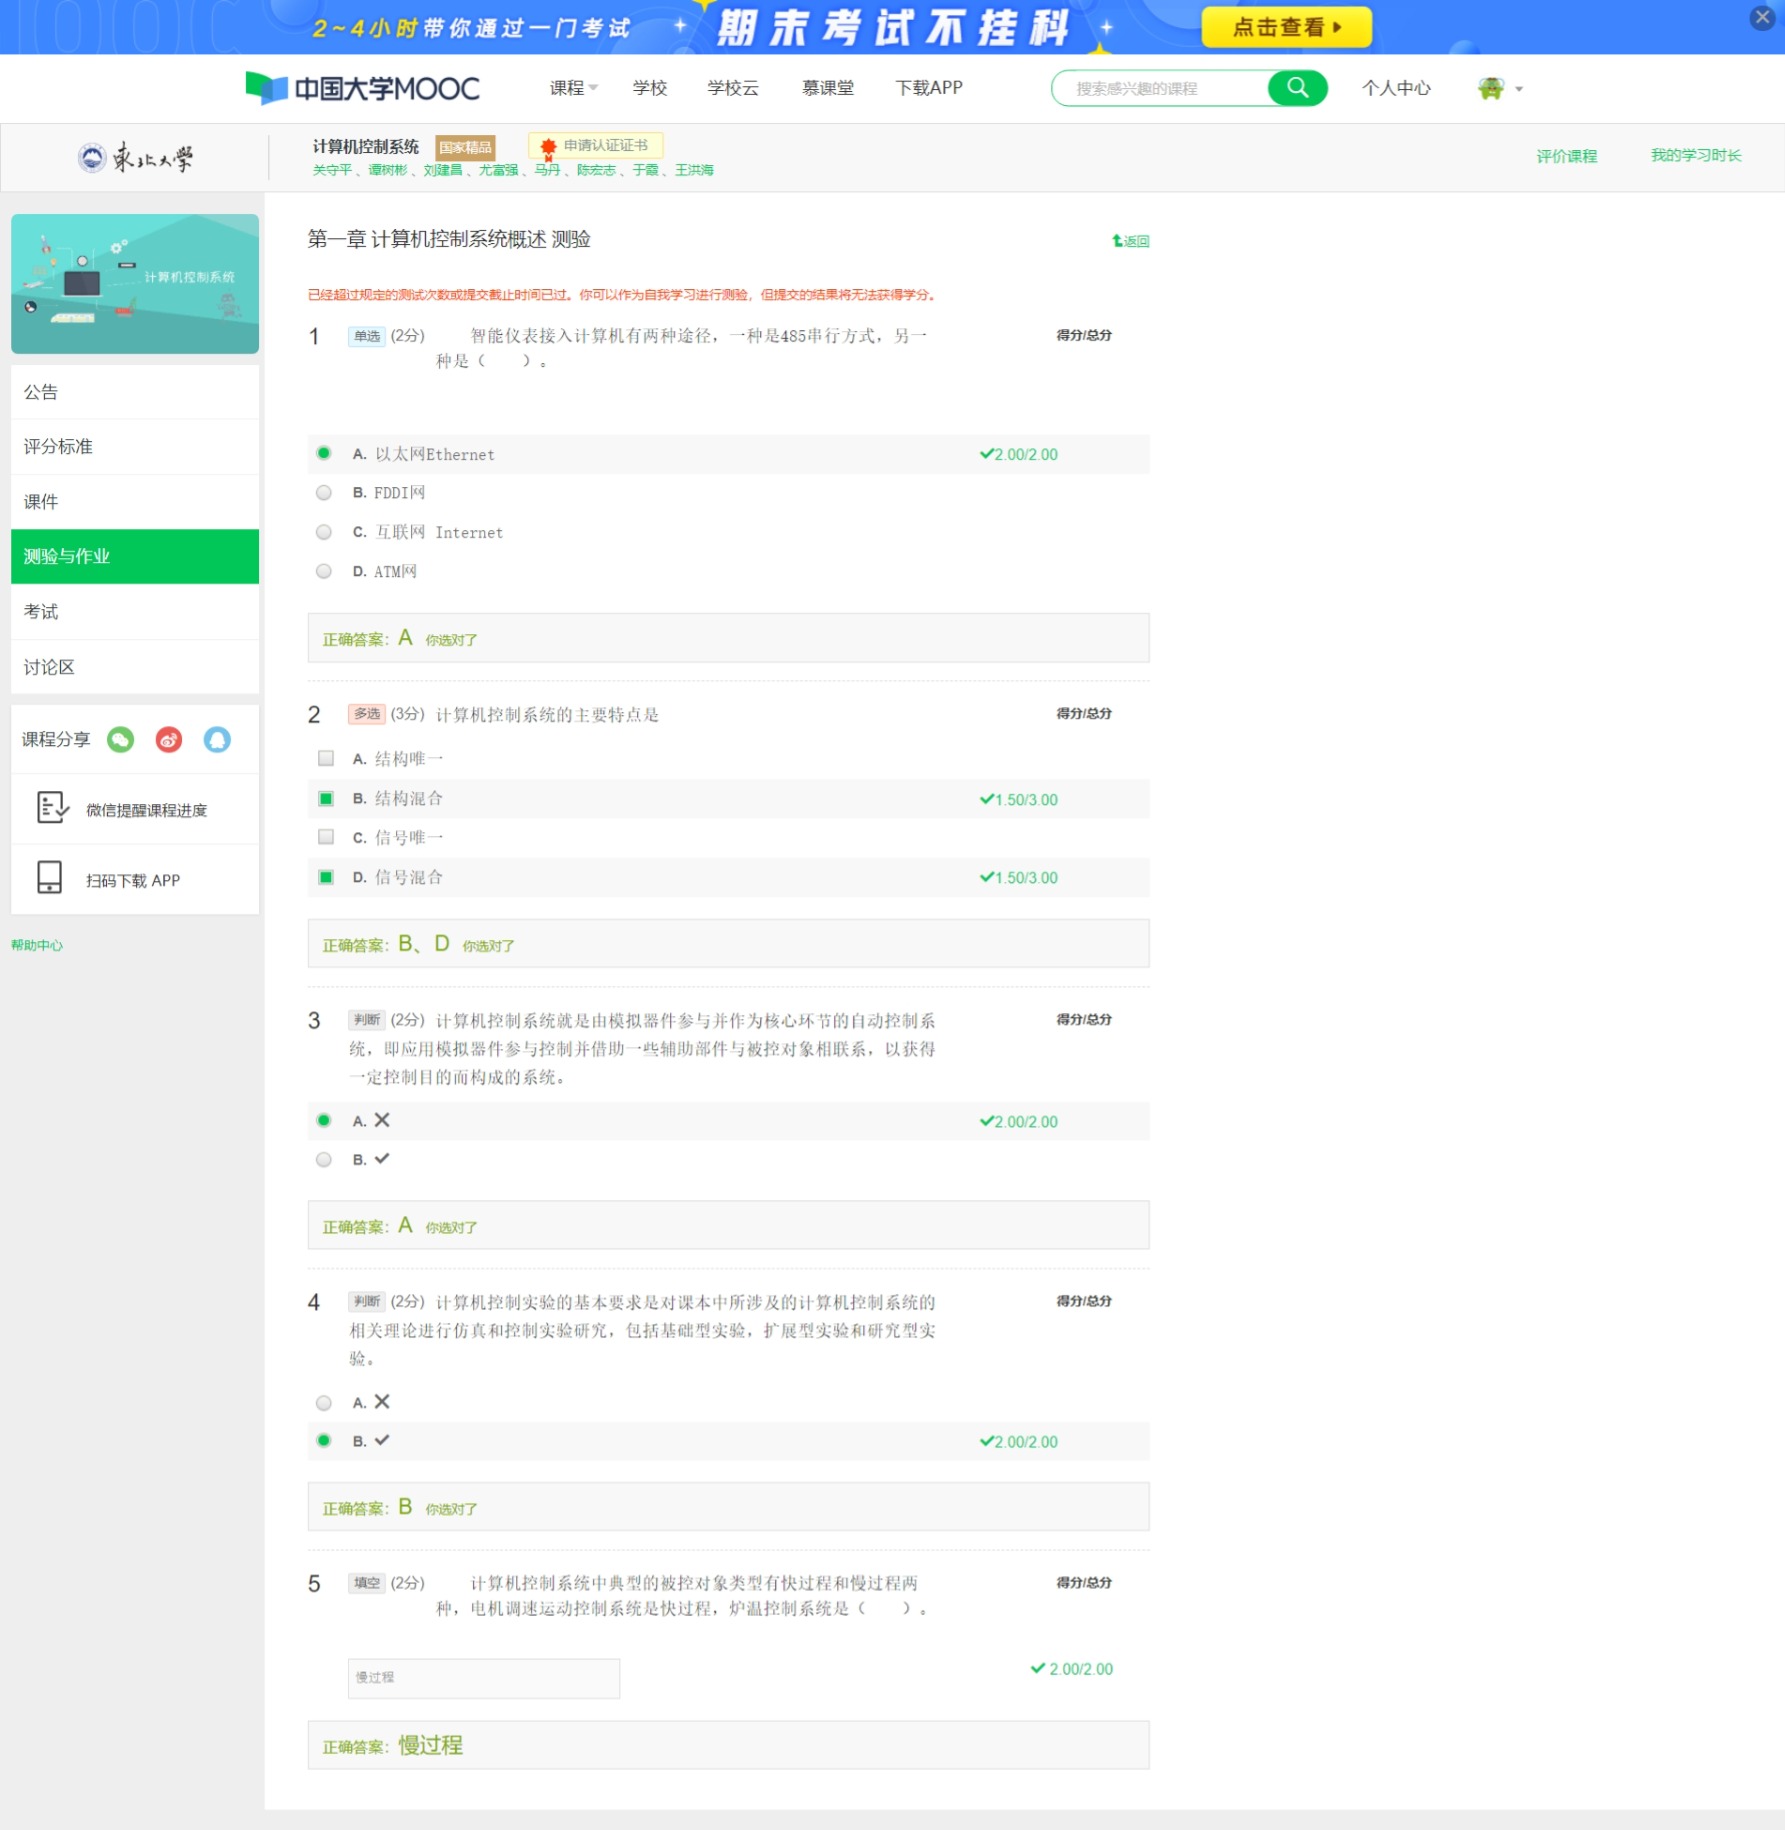 2~4小时带你通过一门考试
期末考试不挂科
点击查看
中国大学MOOC
课程
学校
学校云
慕课堂
下载APP
搜索感兴趣的课程
个人中心
東北大學
计算机控制系统 国家精品 申请认证证书
关守平、谭树彬、刘建昌、尤富强、马丹、陈宏志、于霞、王洪海
评价课程
我的学习时长
计算机控制系统
公告
评分标准
课件
测验与作业
考试
讨论区
课程分享
微信提醒课程进度
扫码下载 APP
帮助中心
第一章 计算机控制系统概述 测验
返回
已经超过规定的测试次数或提交截止时间已过。你可以作为自我学习进行测验，但提交的结果将无法获得学分。
1 单选 (2分) 智能仪表接入计算机有两种途径，一种是485串行方式，另一
种是（　　）。
得分/总分
A. 以太网Ethernet
2.00/2.00
B. FDDI网
C. 互联网 Internet
D. ATM网
正确答案：A 你选对了
2 多选 (3分) 计算机控制系统的主要特点是
得分/总分
A. 结构唯一
B. 结构混合
1.50/3.00
C. 信号唯一
D. 信号混合
1.50/3.00
正确答案：B、D 你选对了
3 判断 (2分) 计算机控制系统就是由模拟器件参与并作为核心环节的自动控制系
统，即应用模拟器件参与控制并借助一些辅助部件与被控对象相联系，以获得
一定控制目的而构成的系统。
得分/总分
A.
2.00/2.00
B.
正确答案：A 你选对了
4 判断 (2分) 计算机控制实验的基本要求是对课本中所涉及的计算机控制系统的
相关理论进行仿真和控制实验研究，包括基础型实验，扩展型实验和研究型实
验。
得分/总分
A.
B.
2.00/2.00
正确答案：B 你选对了
5 填空 (2分) 计算机控制系统中典型的被控对象类型有快过程和慢过程两
种，电机调速运动控制系统是快过程，炉温控制系统是（　　）。
得分/总分
慢过程
2.00/2.00
正确答案：慢过程